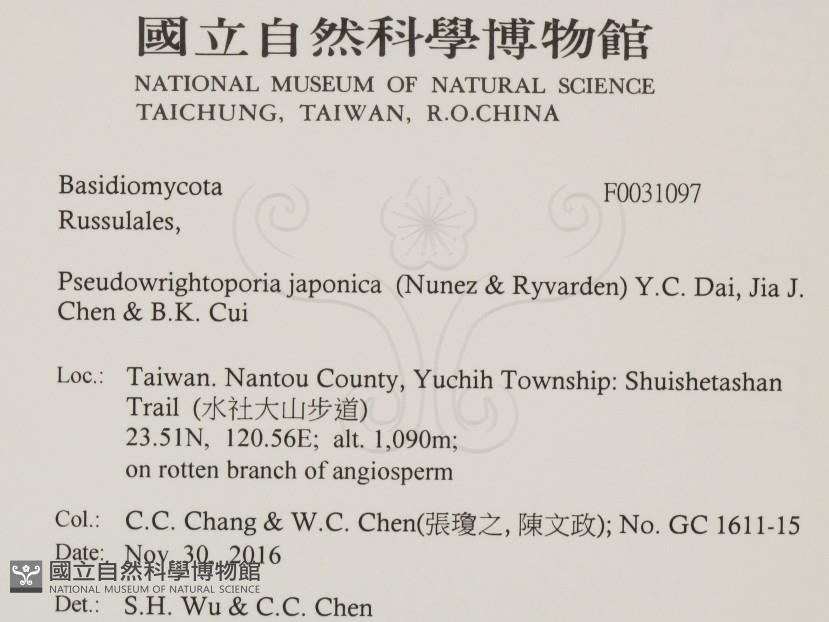 國立自然科學博物館
NATIONAL MUSEUM OF NATURAL SCIENCE
TAICHUNG, TAIWAN, R.O.CHINA
Basidiomycota F0031097
Russulales,
Pseudowrightoporia japonica (Nunez & Ryvarden) Y.C. Dai, Jia J.
Chen & B.K. Cui
Loc.: Taiwan. Nantou County, Yuchih Township: Shuishetashan
Trail (水社大山步道)
23.51N, 120.56E; alt. 1,090m;
on rotten branch of angiosperm
Col.: C.C. Chang & W.C. Chen(張瓊之, 陳文政); No. GC 1611-15
Date: Nov 30, 2016
國立自然科學博物館
NATIONAL MUSEUM OF NATURAL SCIENCE
Det.: S.H. Wu & C.C. Chen